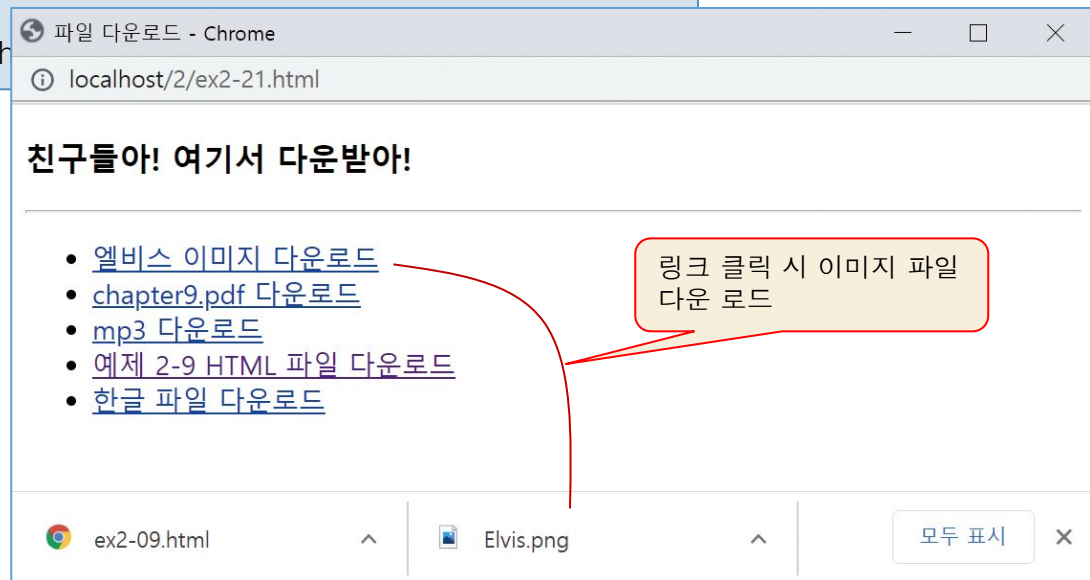 h
파일 다운로드 - Chrome
localhost/2/ex2-21.html
친구들아! 여기서 다운받아!
엘비스 이미지 다운로드
chapter9.pdf 다운로드
mp3 다운로드
예제 2-9 HTML 파일 다운로드
한글 파일 다운로드
링크 클릭 시 이미지 파일
다운 로드
ex2-09.html
Elvis.png
모두 표시